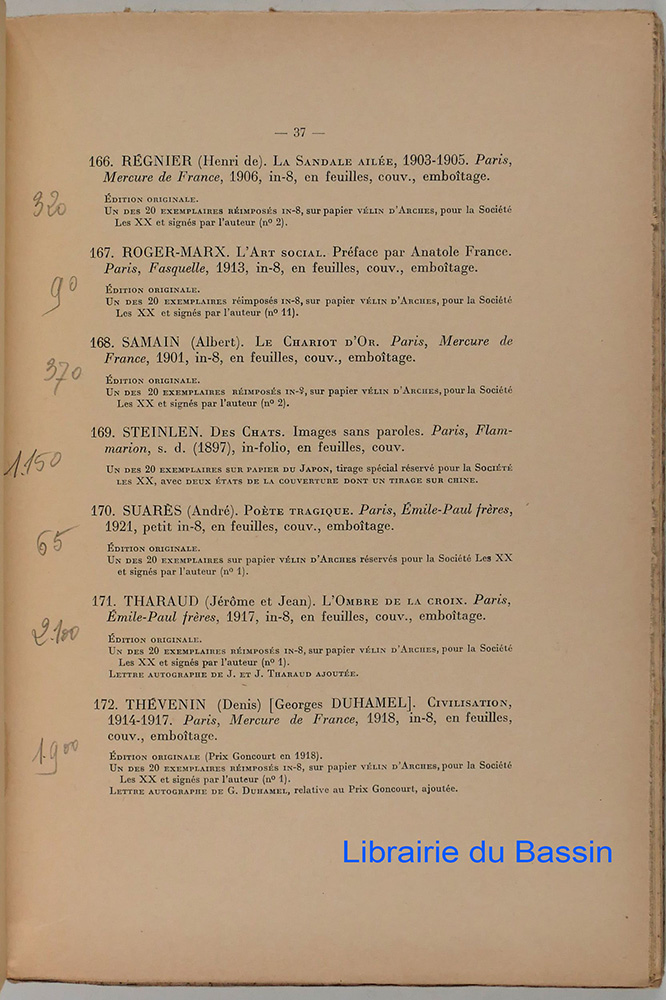 — 37 —
166. RÉGNIER (Henri de). La Sandale ailée, 1903-1905. Paris,
Mercure de France, 1906, in-8, en feuilles, couv., emboîtage.
320
Édition originale.
Un des 20 exemplaires réimposés in-8, sur papier vélin d'Arches, pour la Société
Les XX et signés par l'auteur (nº 2).
167. ROGER-MARX. L'Art social. Préface par Anatole France.
Paris, Fasquelle, 1913, in-8, en feuilles, couv., emboîtage.
90
Édition originale.
Un des 20 exemplaires réimposés in-8, sur papier vélin d'Arches, pour la Société
Les XX et signés par l'auteur (nº 11).
168. SAMAIN (Albert). Le Chariot d'Or. Paris, Mercure de
France, 1901, in-8, en feuilles, couv., emboîtage.
370
Édition originale.
Un des 20 exemplaires réimposés in-8, sur papier vélin d'Arches, pour la Société
Les XX et signés par l'auteur (nº 2).
169. STEINLEN. Des Chats. Images sans paroles. Paris, Flam-
marion, s. d. (1897), in-folio, en feuilles, couv.
1.150
Un des 20 exemplaires sur papier du Japon, tirage spécial réservé pour la Société
les XX, avec deux états de la couverture dont un tirage sur chine.
170. SUARÈS (André). Poète tragique. Paris, Émile-Paul frères,
1921, petit in-8, en feuilles, couv., emboîtage.
65
Édition originale.
Un des 20 exemplaires sur papier vélin d'Arches réservés pour la Société Les XX
et signés par l'auteur (nº 1).
171. THARAUD (Jérôme et Jean). L'Ombre de la croix. Paris,
Émile-Paul frères, 1917, in-8, en feuilles, couv., emboîtage.
2.100
Édition originale.
Un des 20 exemplaires réimposés in-8, sur papier vélin d'Arches, pour la Société
Les XX et signés par l'auteur (nº 1).
Lettre autographe de J. et J. Tharaud ajoutée.
172. THÉVENIN (Denis) [Georges DUHAMEL]. Civilisation,
1914-1917. Paris, Mercure de France, 1918, in-8, en feuilles,
couv., emboîtage.
1.900
Édition originale (Prix Goncourt en 1918).
Un des 20 exemplaires réimposés in-8, sur papier vélin d'Arches, pour la Société
Les XX et signés par l'auteur (nº 1).
Lettre autographe de G. Duhamel, relative au Prix Goncourt, ajoutée.
Librairie du Bassin